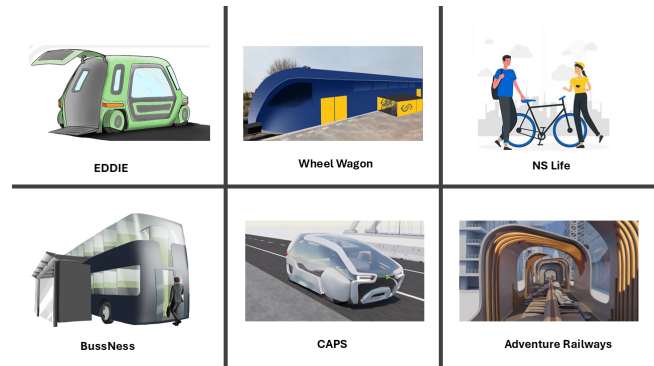 EDDIE
Wheel Wagon
NS Life
BussNess
CAPS
Adventure Railways